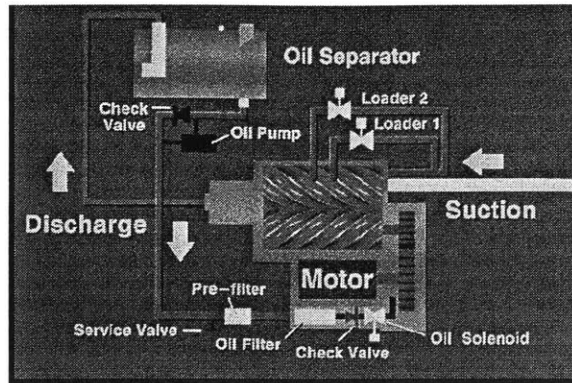 Oil Separator
Check
Valve
Oil Pump
Loader 2
Loader 1
Discharge
Suction
Motor
Pre-filter
Service Valve
Oil Filter
Check Valve
Oil Solenoid